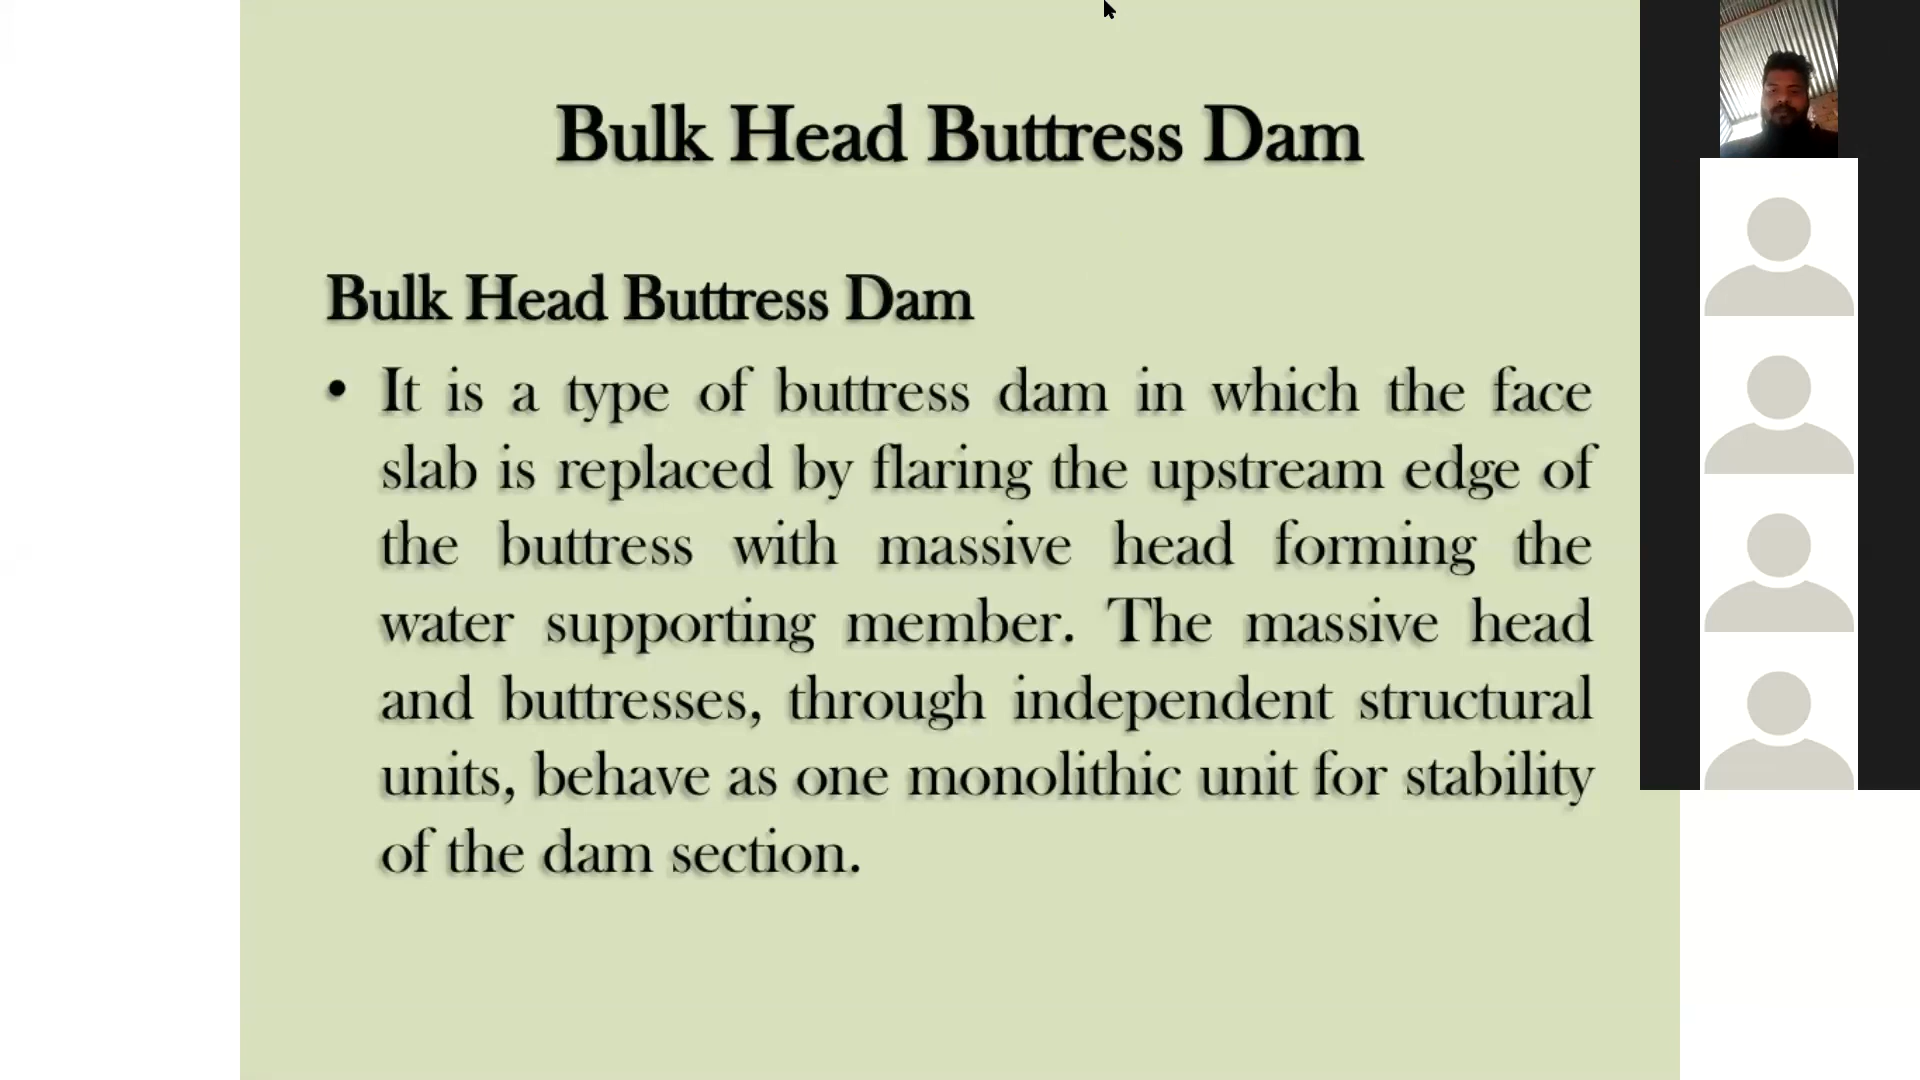 Bulk Head Buttress Dam
Bulk Head Buttress Dam
• It is a type of buttress dam in which the face
slab is replaced by flaring the upstream edge of
the buttress with massive head forming the
water supporting member. The massive head
and buttresses, through independent structural
units, behave as one monolithic unit for stability
of the dam section.